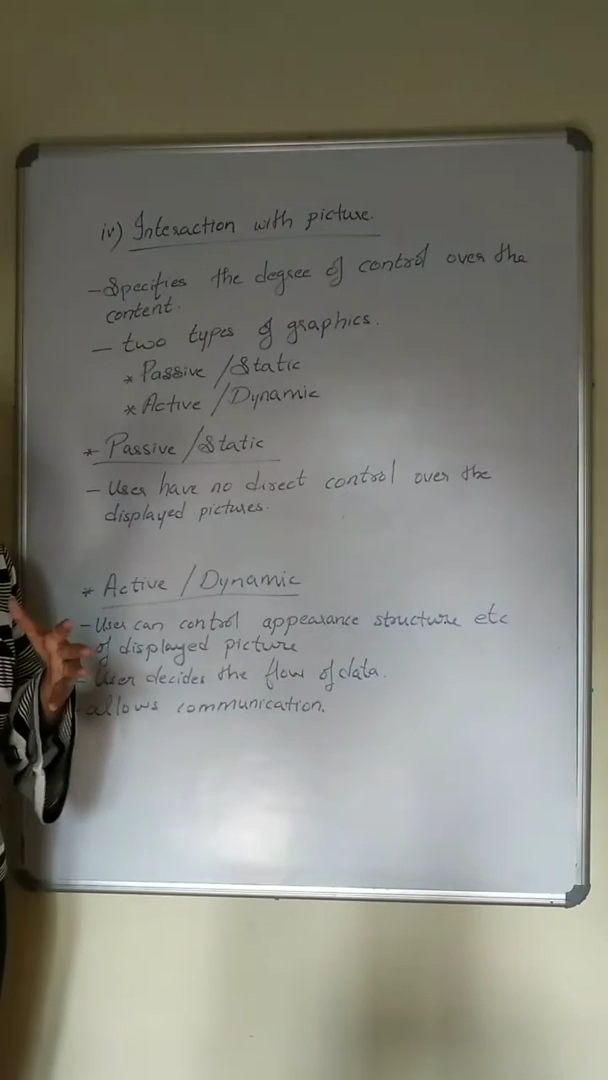 iv) Interaction with picture.
- Specifies the degree of control over the
content.
- two types of graphics.
* Passive / Static
* Active / Dynamic
* Passive / Static
- User have no direct control over the
displayed pictures.
* Active / Dynamic
- User can control appearance structure etc
of displayed picture
- User decides the flow of data.
allows communication.